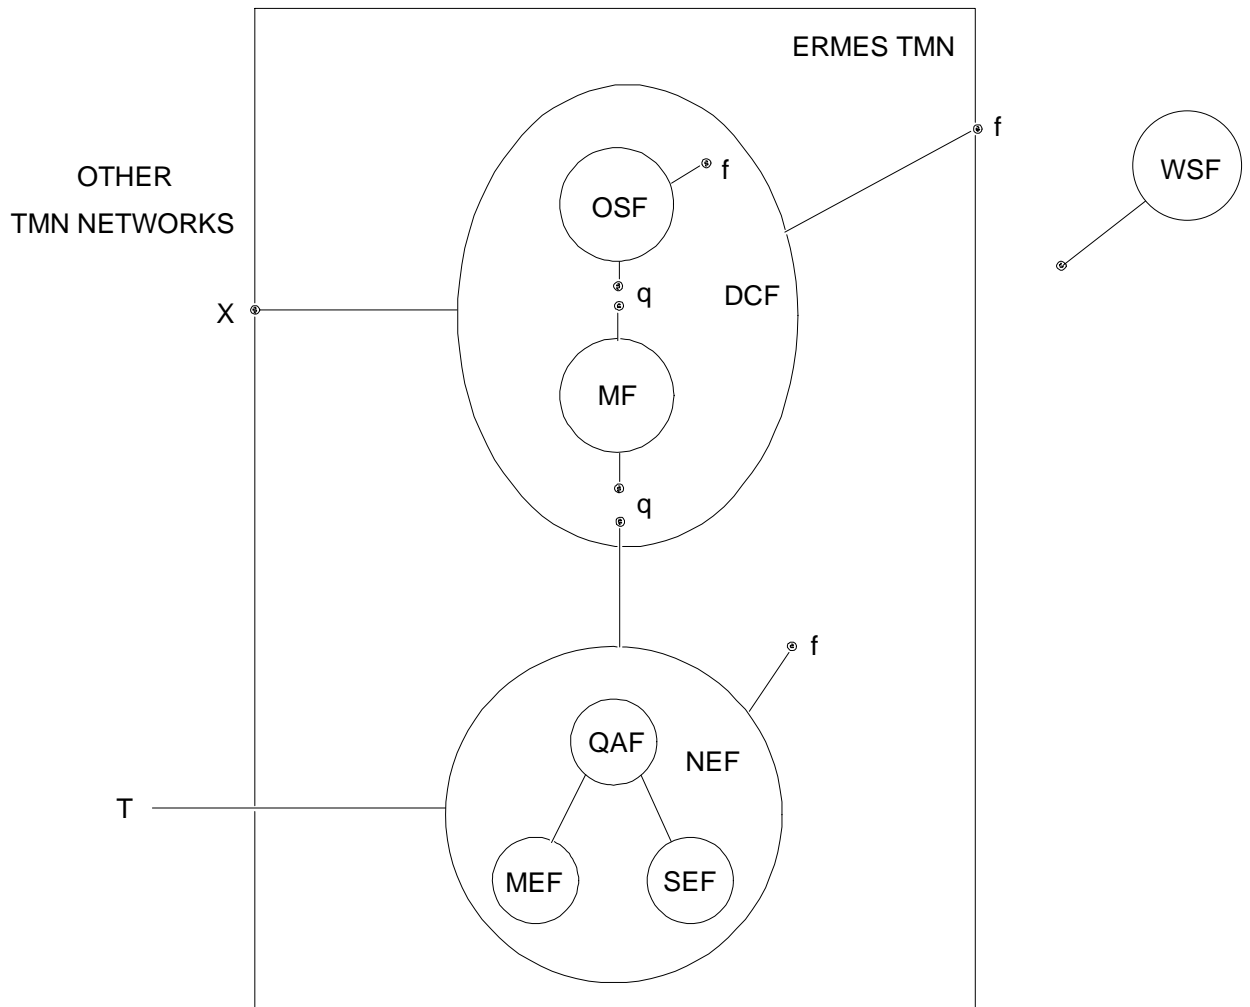 ERMES TMN
f
WSF
OTHER
TMN NETWORKS
f
OSF
q
DCF
X
MF
q
f
QAF
NEF
T
MEF
SEF